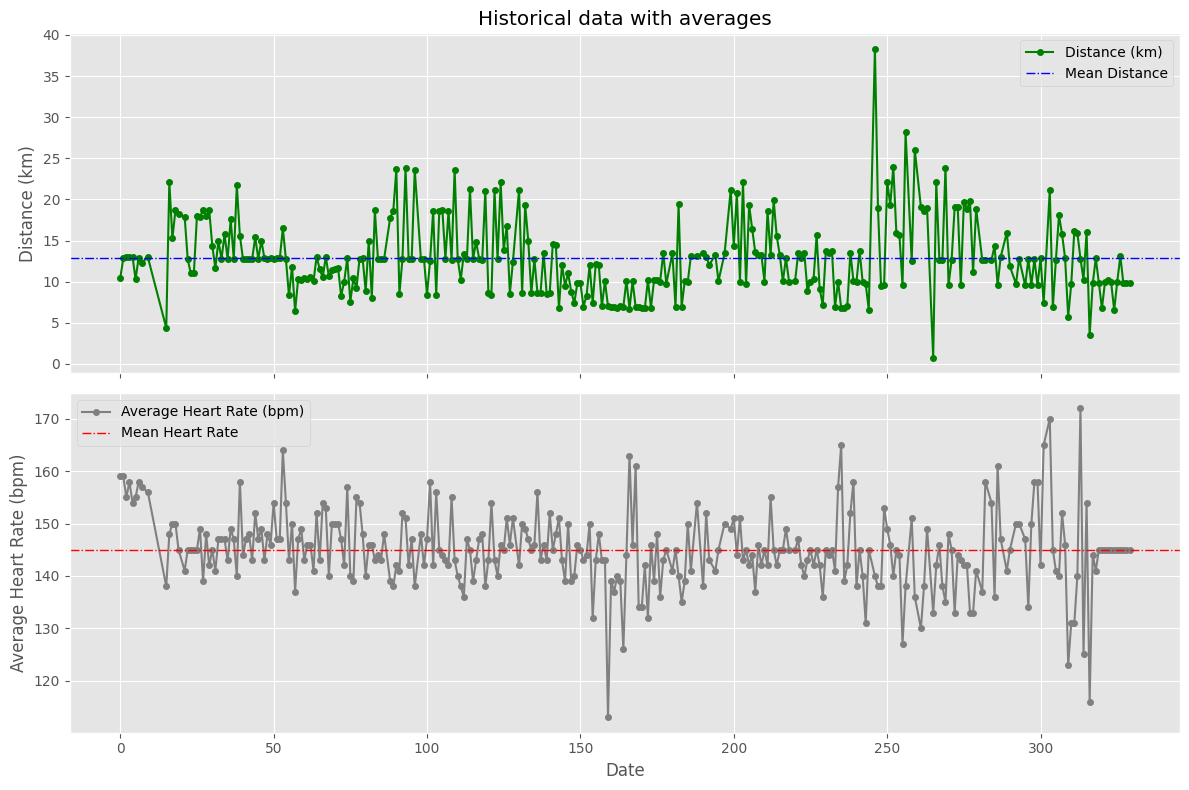 Historical data with averages
40
35
30
25
20
15
10
5
0
Distance (km)
Distance (km)
Mean Distance
170
160
150
140
130
120
Average Heart Rate (bpm)
Average Heart Rate (bpm)
Mean Heart Rate
0 50 100 150 200 250 300
Date